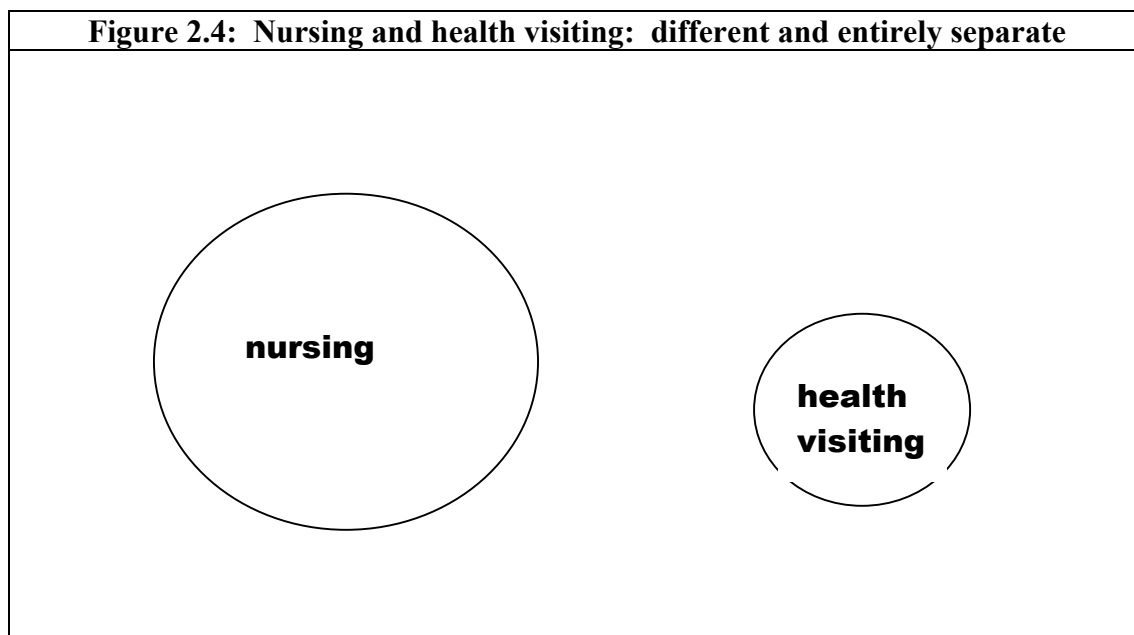 Figure 2.4: Nursing and health visiting: different and entirely separate
nursing
health
visiting